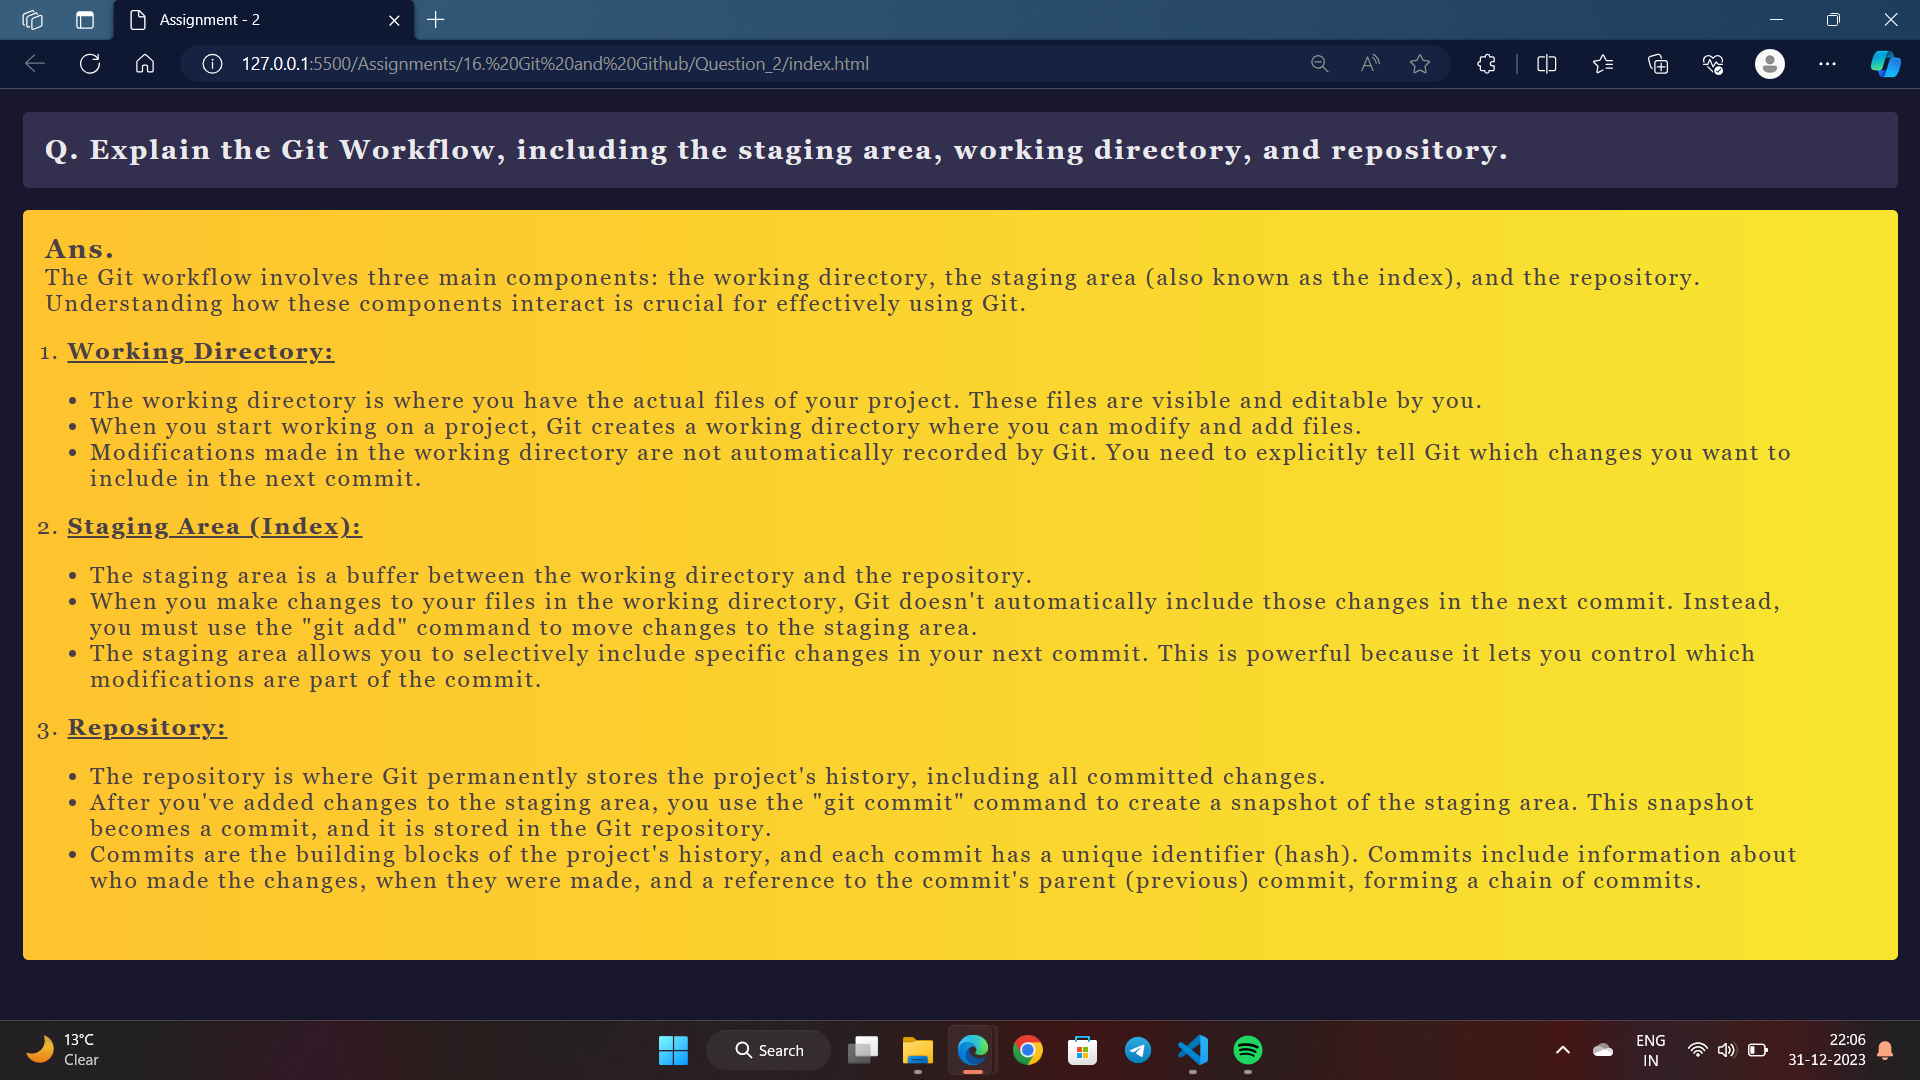 Assignment - 2
127.0.0.1:5500/Assignments/16.%20Git%20and%20Github/Question_2/index.html
Q. Explain the Git Workflow, including the staging area, working directory, and repository.
Ans.
The Git workflow involves three main components: the working directory, the staging area (also known as the index), and the repository.
Understanding how these components interact is crucial for effectively using Git.
1. Working Directory:
• The working directory is where you have the actual files of your project. These files are visible and editable by you.
• When you start working on a project, Git creates a working directory where you can modify and add files.
• Modifications made in the working directory are not automatically recorded by Git. You need to explicitly tell Git which changes you want to
include in the next commit.
2. Staging Area (Index):
• The staging area is a buffer between the working directory and the repository.
• When you make changes to your files in the working directory, Git doesn't automatically include those changes in the next commit. Instead,
you must use the "git add" command to move changes to the staging area.
• The staging area allows you to selectively include specific changes in your next commit. This is powerful because it lets you control which
modifications are part of the commit.
3. Repository:
• The repository is where Git permanently stores the project's history, including all committed changes.
• After you've added changes to the staging area, you use the "git commit" command to create a snapshot of the staging area. This snapshot
becomes a commit, and it is stored in the Git repository.
• Commits are the building blocks of the project's history, and each commit has a unique identifier (hash). Commits include information about
who made the changes, when they were made, and a reference to the commit's parent (previous) commit, forming a chain of commits.
13°C
Clear
Search
ENG
IN
22:06
31-12-2023